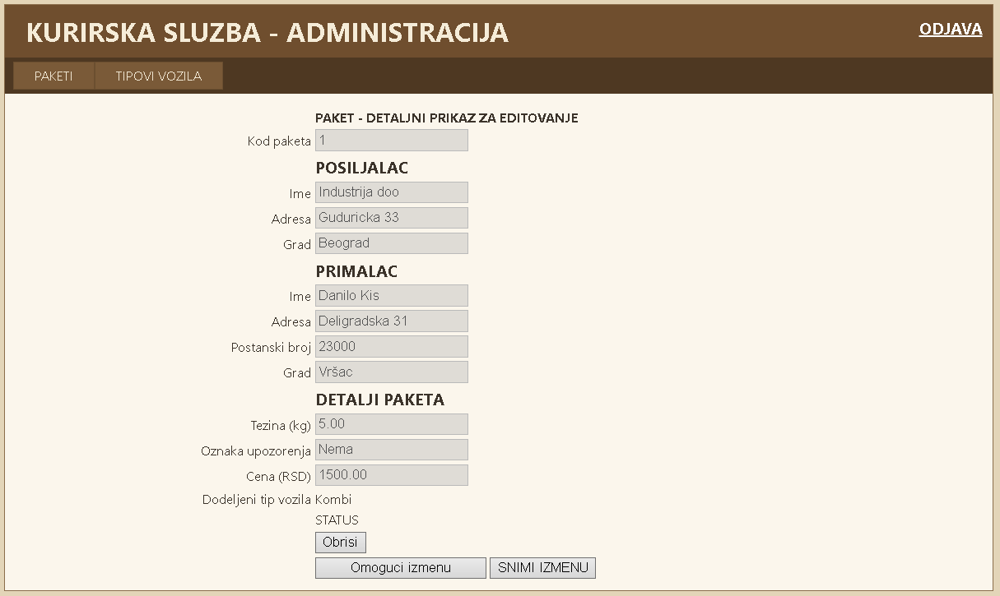 KURIRSKA SLUZBA - ADMINISTRACIJA
ODJAVA
PAKETI TIPOVI VOZILA
PAKET - DETALJNI PRIKAZ ZA EDITOVANJE
Kod paketa 1
POSILJALAC
Ime Industrija doo
Adresa Guduricka 33
Grad Beograd
PRIMALAC
Ime Danilo Kis
Adresa Deligradska 31
Postanski broj 23000
Grad Vršac
DETALJI PAKETA
Tezina (kg) 5.00
Oznaka upozorenja Nema
Cena (RSD) 1500.00
Dodeljeni tip vozila Kombi
STATUS
Obrisi
Omoguci izmenu SNIMI IZMENU